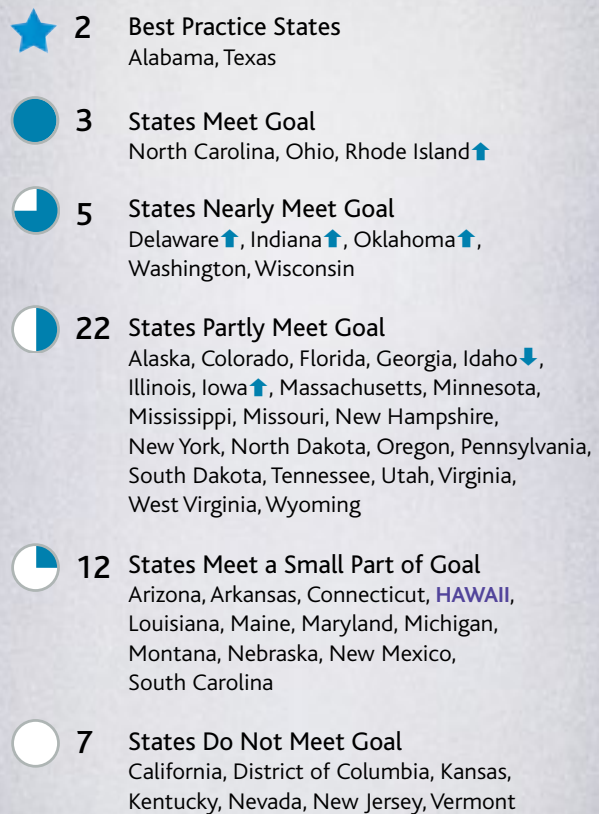 2 Best Practice States
Alabama, Texas
3 States Meet Goal
North Carolina, Ohio, Rhode Island⬆
5 States Nearly Meet Goal
Delaware⬆, Indiana⬆, Oklahoma⬆,
Washington, Wisconsin
22 States Partly Meet Goal
Alaska, Colorado, Florida, Georgia, Idaho⬇,
Illinois, Iowa⬆, Massachusetts, Minnesota,
Mississippi, Missouri, New Hampshire,
New York, North Dakota, Oregon, Pennsylvania,
South Dakota, Tennessee, Utah, Virginia,
West Virginia, Wyoming
12 States Meet a Small Part of Goal
Arizona, Arkansas, Connecticut, HAWAII,
Louisiana, Maine, Maryland, Michigan,
Montana, Nebraska, New Mexico,
South Carolina
7 States Do Not Meet Goal
California, District of Columbia, Kansas,
Kentucky, Nevada, New Jersey, Vermont